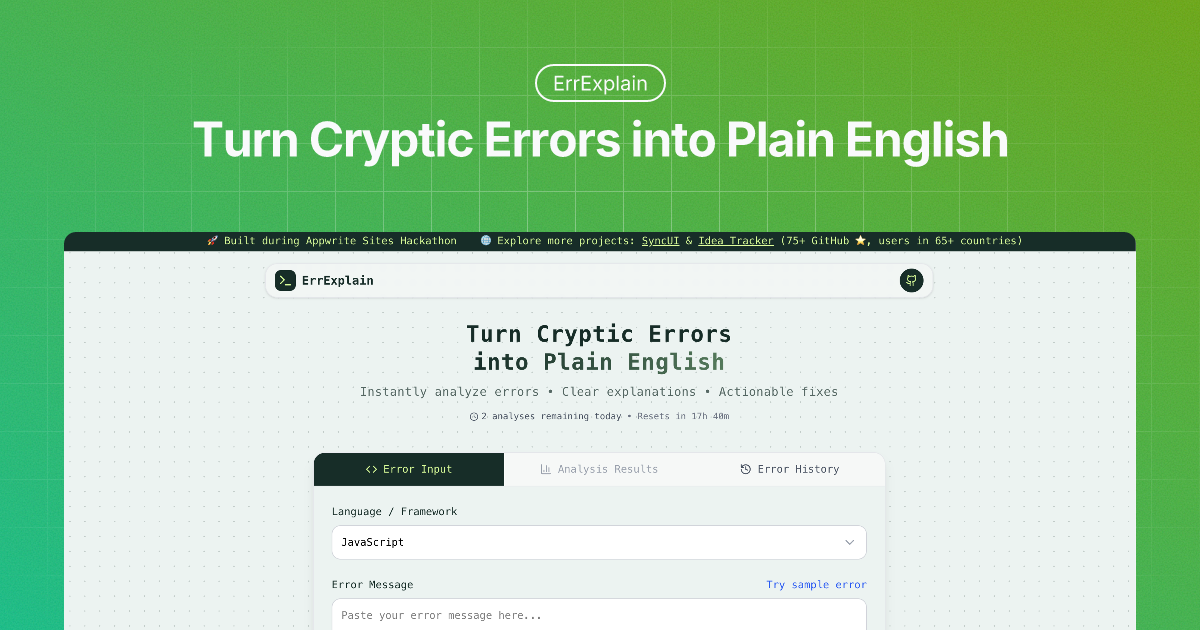 ErrExplain
Turn Cryptic Errors into Plain English
🚀 Built during Appwrite Sites Hackathon 🌐 Explore more projects: SyncUI & Idea Tracker (75+ GitHub ⭐, users in 65+ countries)
ErrExplain
Turn Cryptic Errors
into Plain English
Instantly analyze errors • Clear explanations • Actionable fixes
2 analyses remaining today • Resets in 17h 40m
Error Input Analysis Results Error History
Language / Framework
JavaScript
Error Message Try sample error
Paste your error message here...